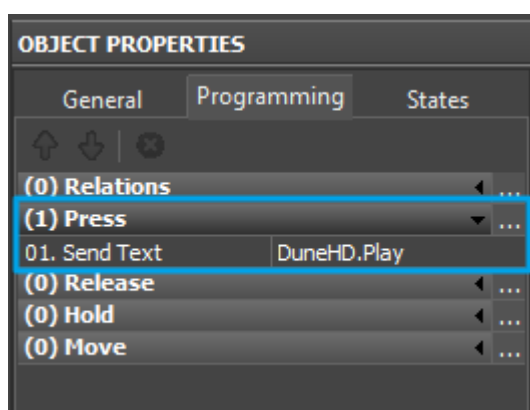 OBJECT PROPERTIES
General Programming States
(0) Relations ...
(1) Press ...
01. Send Text DuneHD.Play
(0) Release ...
(0) Hold ...
(0) Move ...